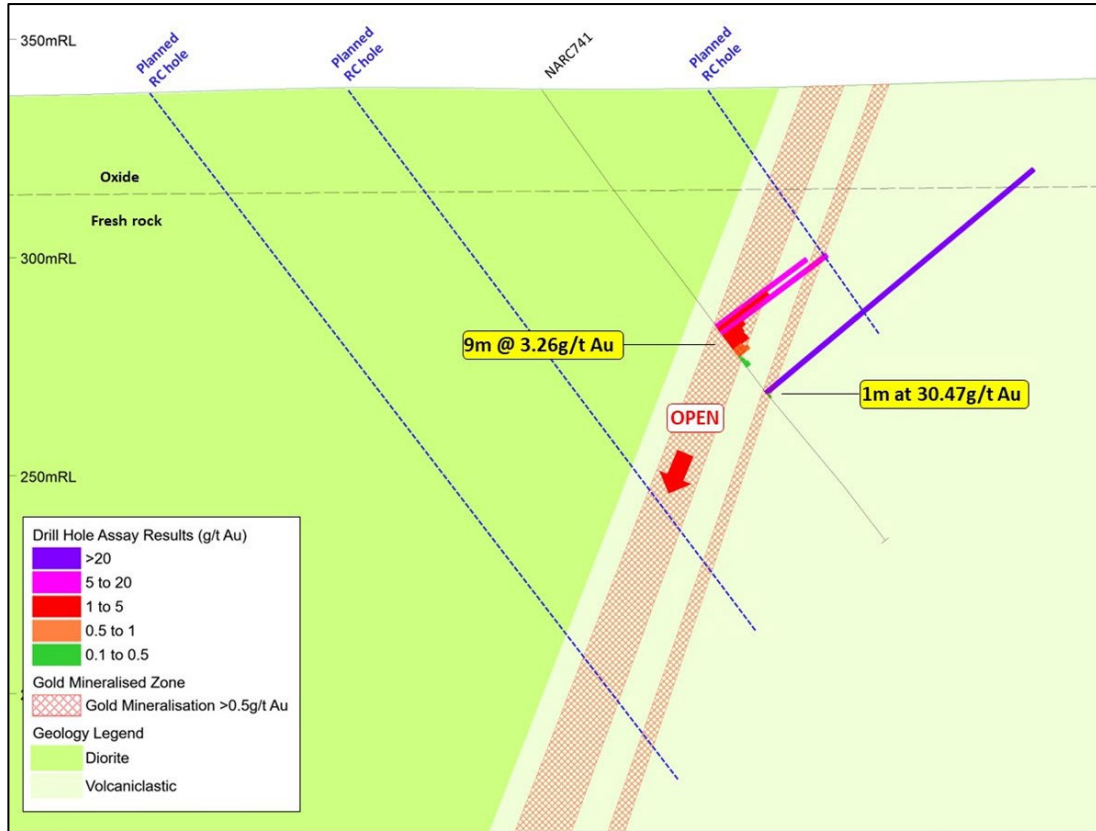 350mRL
Planned
RC hole
Planned
RC hole
NARC741
Planned
RC hole
Oxide
Fresh rock
300mRL
9m @ 3.26g/t Au
1m at 30.47g/t Au
OPEN
250mRL
Drill Hole Assay Results (g/t Au)
>20
5 to 20
1 to 5
0.5 to 1
0.1 to 0.5
Gold Mineralised Zone
Gold Mineralisation >0.5g/t Au
Geology Legend
Diorite
Volcaniclastic